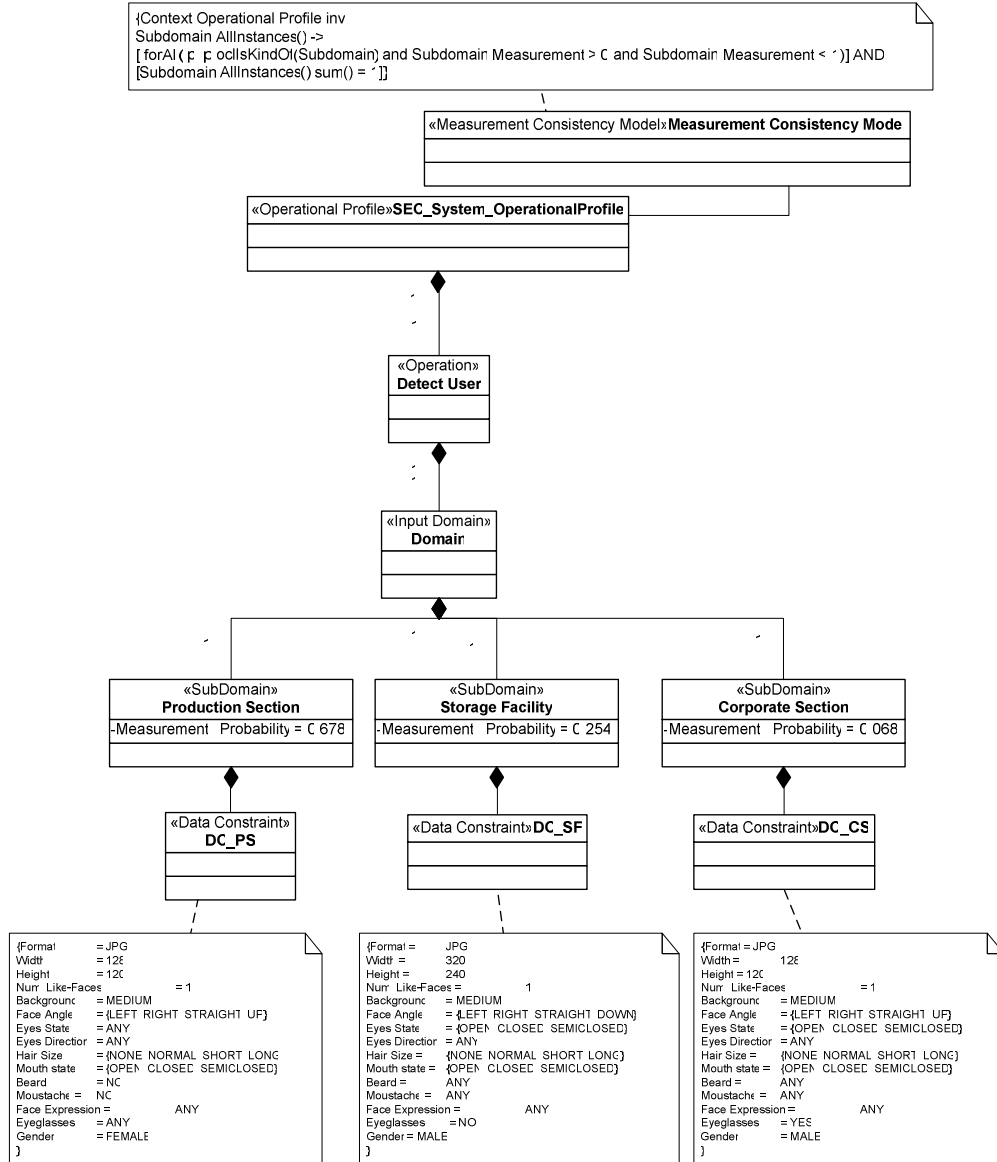 {Context Operational Profile inv
Subdomain AllInstances() ->
[forAl ( p p oclIsKindOf(Subdomain) and Subdomain Measurement > 0 and Subdomain Measurement < 1)] AND
[Subdomain AllInstances() sum() = 1]}
«Measurement Consistency Model»Measurement Consistency Mode
«Operational Profile»SEC_System_OperationalProfile
«Operation»
Detect User
«Input Domain»
Domain
«SubDomain»
Production Section
-Measurement Probability = 0 678
«SubDomain»
Storage Facility
-Measurement Probability = 0 254
«SubDomain»
Corporate Section
-Measurement Probability = 0 068
«Data Constraint»
DC_PS
«Data Constraint»DC_SF
«Data Constraint»DC_CS
{Format = JPG
Width = 128
Height = 120
Num Like-Faces = 1
Background = MEDIUM
Face Angle = {LEFT RIGHT STRAIGHT UP}
Eyes State = ANY
Eyes Direction = ANY
Hair Size = {NONE NORMAL SHORT LONG
Mouth state = {OPEN CLOSED SEMICLOSED}
Beard = NO
Moustache = NO
Face Expression = ANY
Eyeglasses = ANY
Gender = FEMALE
}
{Format = JPG
Width = 320
Height = 240
Num Like-Faces = 1
Background = MEDIUM
Face Angle = {LEFT RIGHT STRAIGHT DOWN}
Eyes State = {OPEN CLOSED SEMICLOSED}
Eyes Direction = ANY
Hair Size = {NONE NORMAL SHORT LONG}
Mouth state = {OPEN CLOSED SEMICLOSED}
Beard = ANY
Moustache = ANY
Face Expression = ANY
Eyeglasses = NO
Gender = MALE
}
{Format = JPG
Width = 128
Height = 120
Num Like-Faces = 1
Background = MEDIUM
Face Angle = {LEFT RIGHT STRAIGHT UP}
Eyes State = {OPEN CLOSED SEMICLOSED}
Eyes Direction = ANY
Hair Size = {NONE NORMAL SHORT LONG}
Mouth state = {OPEN CLOSED SEMICLOSED}
Beard = ANY
Moustache = ANY
Face Expression = ANY
Eyeglasses = YES
Gender = MALE
}